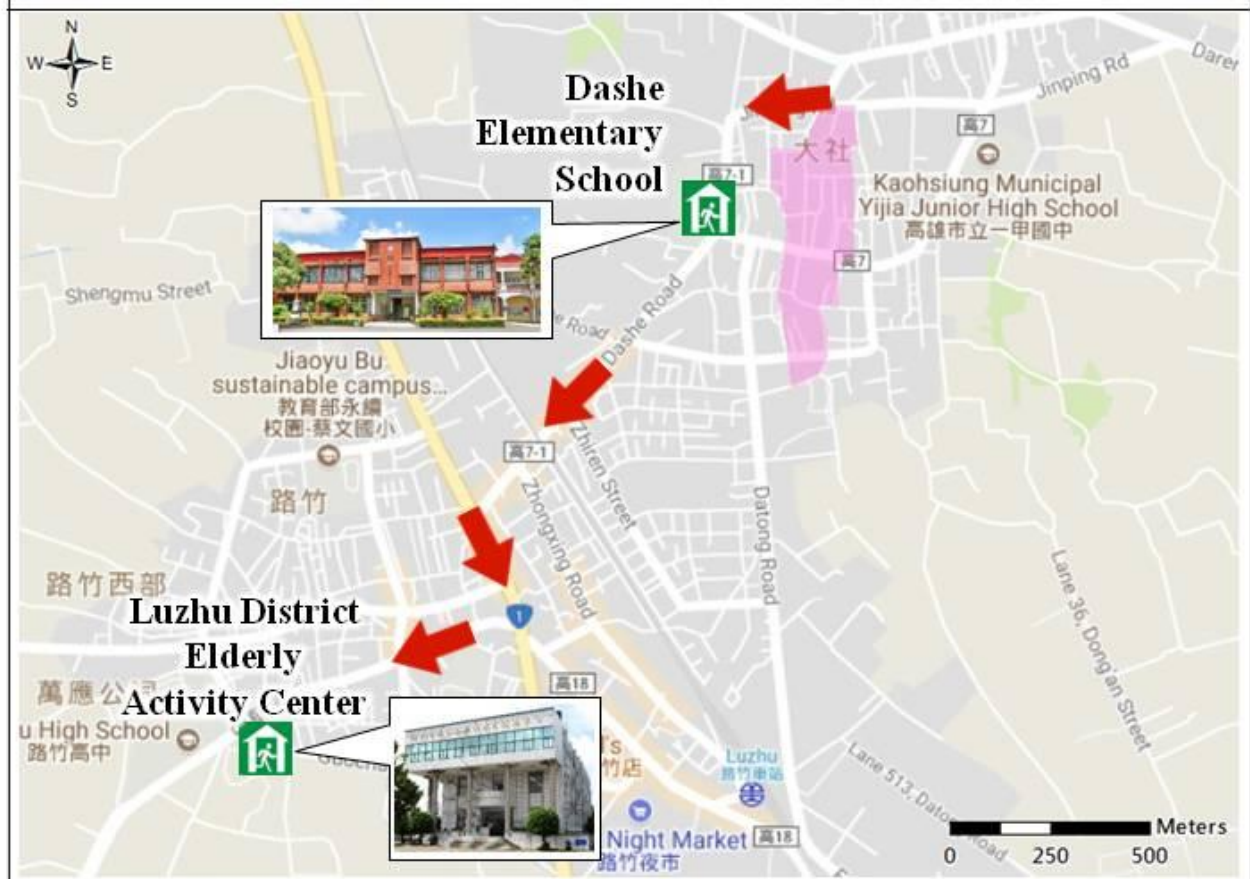 N
W E
S
Daren
Jinping Rd
Dashe
Elementary
School
高7
大社
高7-1
Kaohsiung Municipal
Yijia Junior High School
高雄市立一甲國中
高7
Shengmu Street
Road
Dashe Road
Jiaoyu Bu
sustainable campus...
教育部永續
校園-蔡文國小
高7-1
Zhiren Street
路竹
Zhongxing Road
Datong Road
路竹西部
Lane 36, Dong'an Street
Luzhu District
Elderly
Activity Center
1
高18
萬應公
u High School
路竹高中
's
竹店
Luzhu
路竹車站
Lane 513, Datong Road
Night Market
路竹夜市
高18
Meters
0 250 500